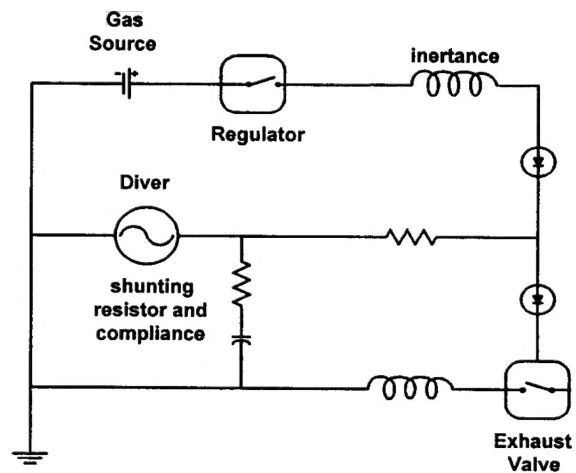 Gas
Source
inertance
Regulator
Diver
shunting
resistor and
compliance
Exhaust
Valve